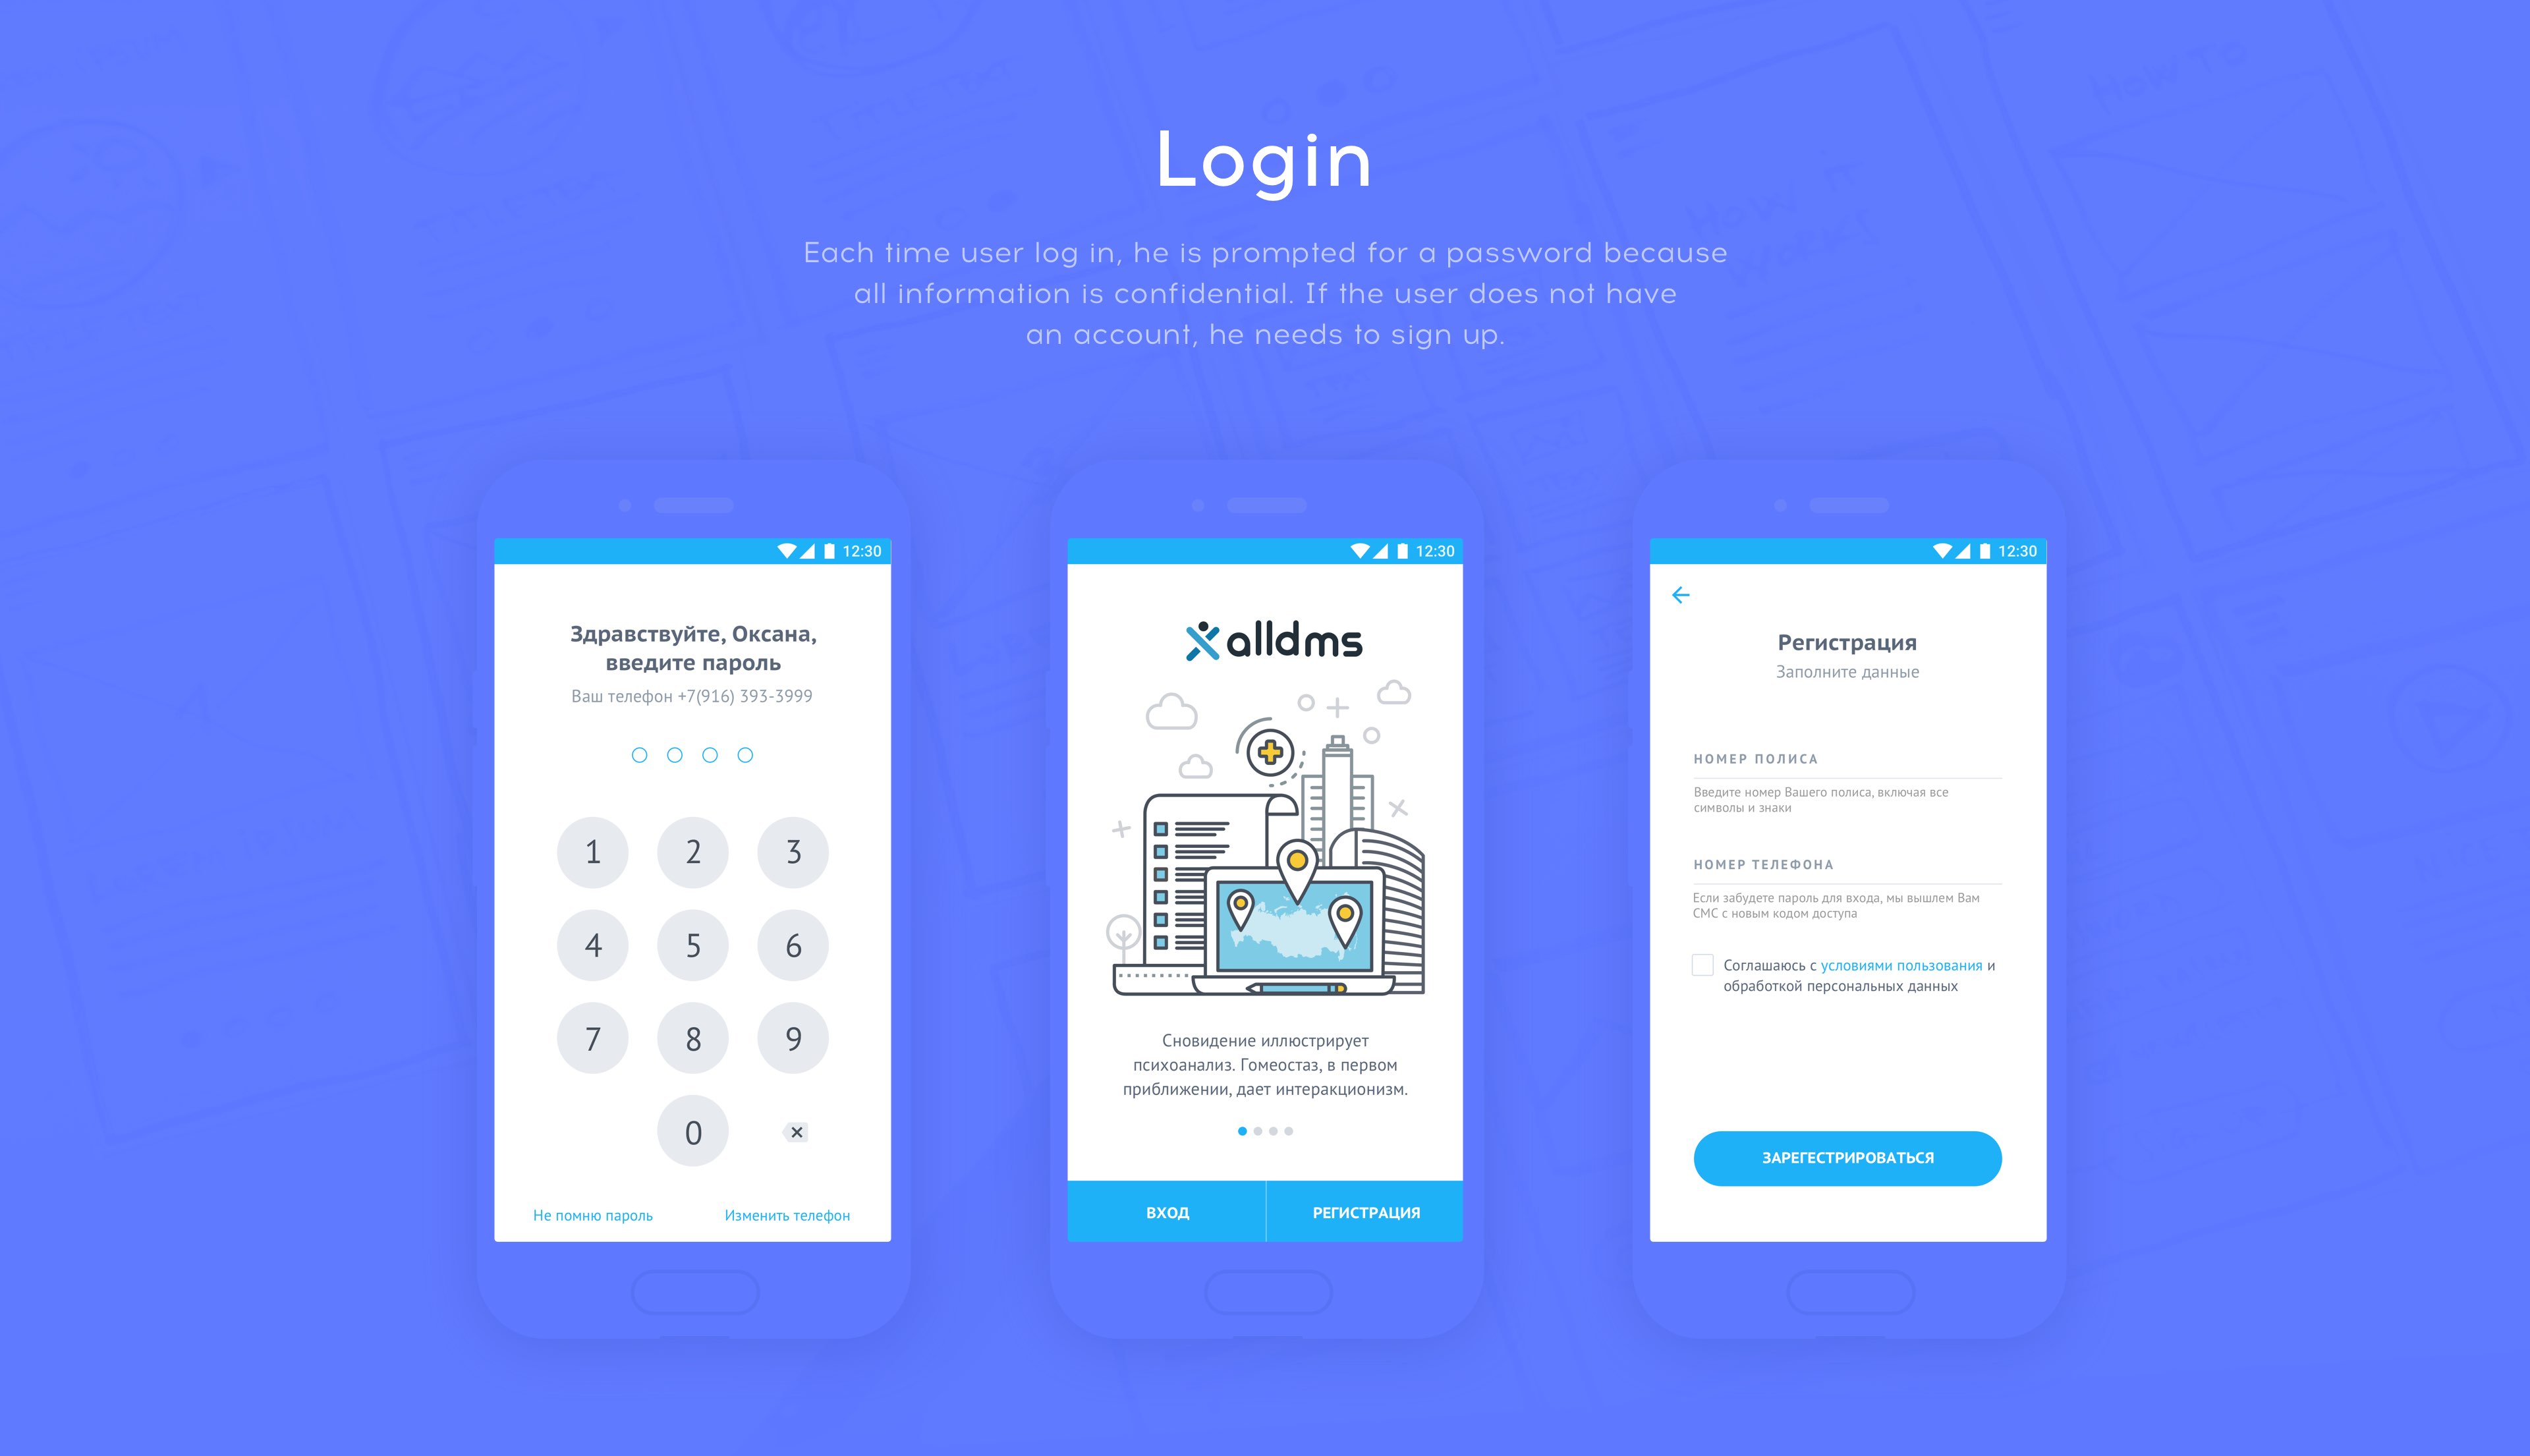 Login
Each time user log in, he is prompted for a password because
all information is confidential. If the user does not have
an account, he needs to sign up.
12:30
Здравствуйте, Оксана,
введите пароль
Ваш телефон +7(916) 393-3999
1 2 3
4 5 6
7 8 9
0
Не помню пароль Изменить телефон
12:30
alldms
Сновидение иллюстрирует
психоанализ. Гомеостаз, в первом
приближении, дает интеракционизм.
ВХОД РЕГИСТРАЦИЯ
12:30
Регистрация
Заполните данные
НОМЕР ПОЛИСА
Введите номер Вашего полиса, включая все
символы и знаки
НОМЕР ТЕЛЕФОНА
Если забудете пароль для входа, мы вышлем Вам
СМС с новым кодом доступа
Соглашаюсь с условиями пользования и
обработкой персональных данных
ЗАРЕГЕСТРИРОВАТЬСЯ